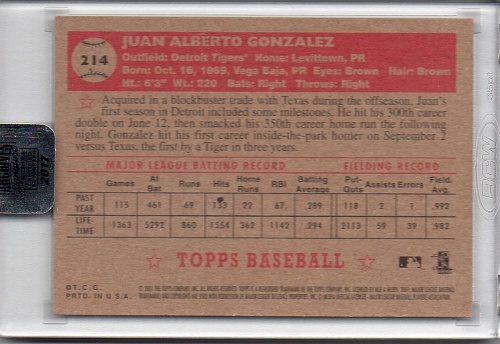 214
JUAN ALBERTO GONZALEZ
Outfield: Detroit Tigers' Home: Levittown, PR
Born: Oct. 16, 1969, Vega Baja, PR Eyes: Brown Hair: Brown
Ht.: 6'3" Wt.: 220 Bats: Right Throws: Right
Acquired in a blockbuster trade with Texas during the offseason, Juan's
first season in Detroit included some milestones. He hit his 300th career
double on June 12, then smacked his 350th career home run the following
night. Gonzalez hit his first career inside-the-park homer on September 2
versus Texas, the first by a Tiger in three years.
MAJOR LEAGUE BATTING RECORD FIELDING RECORD
Games At Bat Runs Hits Home Runs RBI Batting Average Put-Outs Assists Errors Field. Avg.
PAST YEAR 115 461 69 133 22 67 .289 118 2 1 .992
LIFE-TIME 1363 5292 860 1554 362 1142 .294 2113 59 39 .982
TOPPS BASEBALL
©T.C.G.
PRTD. IN U.S.A.
2017
BCW